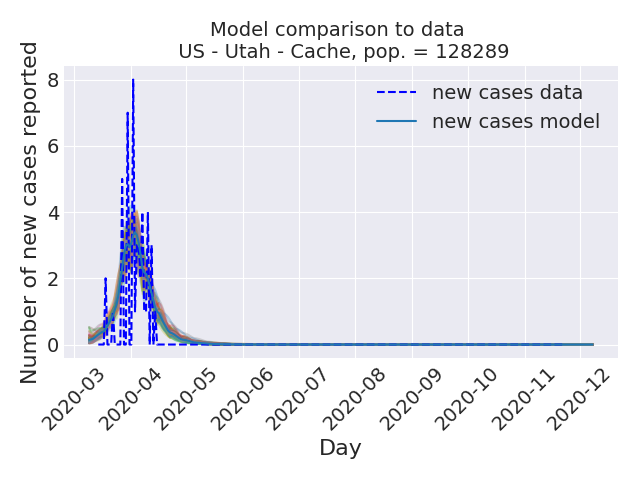 Model comparison to data
US - Utah - Cache, pop. = 128289
Number of new cases reported
8
6
4
2
0
new cases data
new cases model
2020-03
2020-04
2020-05
2020-06
2020-07
2020-08
2020-09
2020-10
2020-11
2020-12
Day